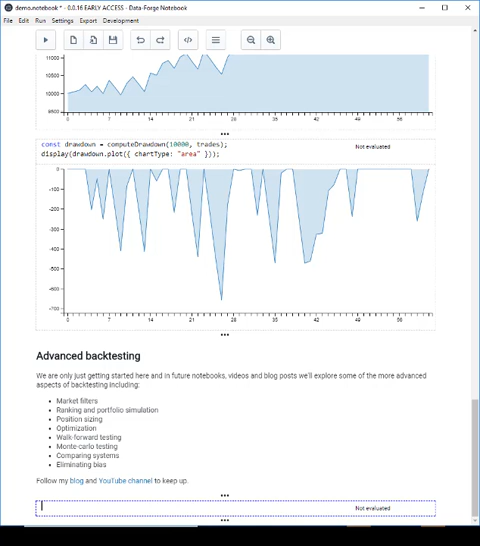 demo.notebook * - 0.0.16 EARLY ACCESS - Data-Forge Notebook
File Edit Run Settings Export Development
11000
10500
10000
9500
0 7 14 21 28 35 42 49 56
const drawdown = computeDrawdown(10000, trades);
display(drawdown.plot({ chartType: "area" }));
Not evaluated
0
-100
-200
-300
-400
-500
-600
-700
0 7 14 21 28 35 42 49 56
Advanced backtesting
We are only just getting started here and in future notebooks, videos and blog posts we'll explore some of the more advanced
aspects of backtesting including:
• Market filters
• Ranking and portfolio simulation
• Position sizing
• Optimization
• Walk-forward testing
• Monte-carlo testing
• Comparing systems
• Eliminating bias
Follow my blog and YouTube channel to keep up.
Not evaluated